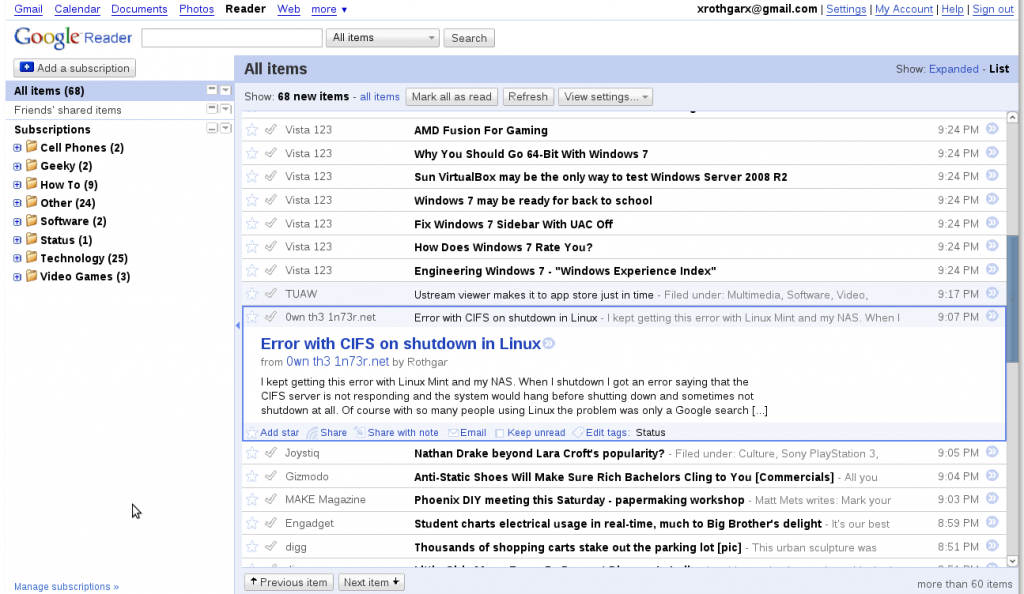 Gmail Calendar Documents Photos Reader Web more ▼
xrothgarx@gmail.com | Settings | My Account | Help | Sign out
Google Reader
All items
Search
Add a subscription
All items (68)
Friends' shared items
Subscriptions
Cell Phones (2)
Geeky (2)
How To (9)
Other (24)
Software (2)
Status (1)
Technology (25)
Video Games (3)
Manage subscriptions »
All items
Show: Expanded - List
Show: 68 new items - all items Mark all as read Refresh View settings...
Vista 123 AMD Fusion For Gaming 9:24 PM
Vista 123 Why You Should Go 64-Bit With Windows 7 9:24 PM
Vista 123 Sun VirtualBox may be the only way to test Windows Server 2008 R2 9:24 PM
Vista 123 Windows 7 may be ready for back to school 9:24 PM
Vista 123 Fix Windows 7 Sidebar With UAC Off 9:24 PM
Vista 123 How Does Windows 7 Rate You? 9:24 PM
Vista 123 Engineering Windows 7 - "Windows Experience Index" 9:24 PM
TUAW Ustream viewer makes it to app store just in time - Filed under: Multimedia, Software, Video, 9:17 PM
0wn th3 1n73r.net Error with CIFS on shutdown in Linux - I kept getting this error with Linux Mint and my NAS. When I 9:07 PM
Error with CIFS on shutdown in Linux
from 0wn th3 1n73r.net by Rothgar
I kept getting this error with Linux Mint and my NAS. When I shutdown I got an error saying that the
CIFS server is not responding and the system would hang before shutting down and sometimes not
shutdown at all. Of course with so many people using Linux the problem was only a Google search [...]
Add star Share Share with note Email Keep unread Edit tags: Status
Joystiq Nathan Drake beyond Lara Croft's popularity? - Filed under: Culture, Sony PlayStation 3, 9:05 PM
Gizmodo Anti-Static Shoes Will Make Sure Rich Bachelors Cling to You [Commercials] - All you 9:04 PM
MAKE Magazine Phoenix DIY meeting this Saturday - papermaking workshop - Matt Mets writes: Mark your 9:03 PM
Engadget Student charts electrical usage in real-time, much to Big Brother's delight - It's our best 8:59 PM
digg Thousands of shopping carts stake out the parking lot [pic] - This urban sculpture was 8:51 PM
Previous item Next item
more than 60 items